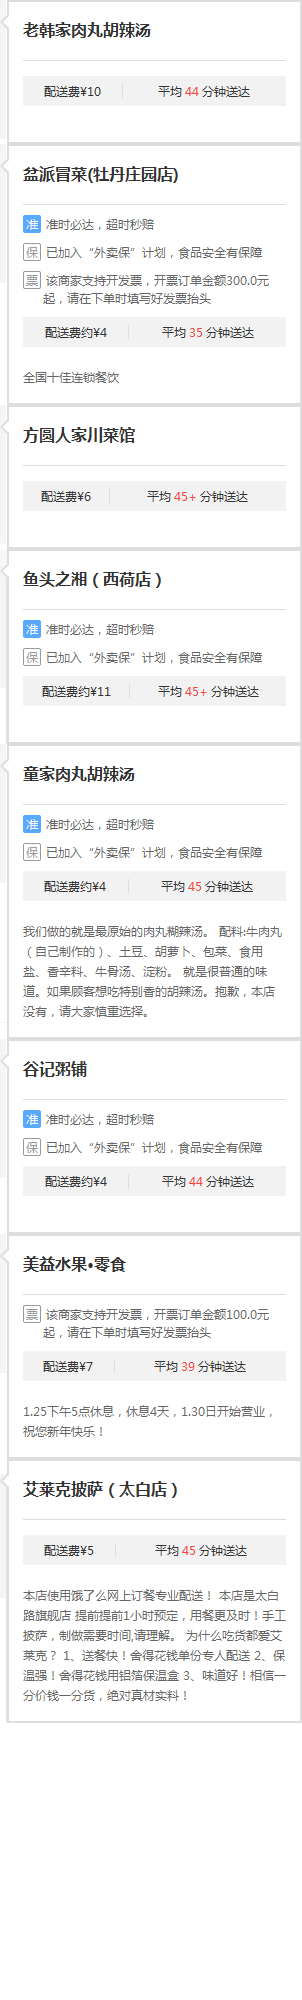 老韩家肉丸胡辣汤
配送费¥10 平均 44 分钟送达
盆派冒菜(牡丹庄园店)
准 准时必达，超时秒赔
保 已加入“外卖保”计划，食品安全有保障
票 该商家支持开发票，开票订单金额300.0元
起，请在下单时填写好发票抬头
配送费约¥4 平均 35 分钟送达
全国十佳连锁餐饮
方圆人家川菜馆
配送费¥6 平均 45+ 分钟送达
鱼头之湘（西荷店）
准 准时必达，超时秒赔
保 已加入“外卖保”计划，食品安全有保障
配送费约¥11 平均 45+ 分钟送达
童家肉丸胡辣汤
准 准时必达，超时秒赔
保 已加入“外卖保”计划，食品安全有保障
配送费约¥4 平均 45 分钟送达
我们做的就是最原始的肉丸糊辣汤。 配料:牛肉丸
（自己制作的）、土豆、胡萝卜、包菜、食用
盐、香辛料、牛骨汤、淀粉。 就是很普通的味
道。如果顾客想吃特别香的胡辣汤。抱歉，本店
没有，请大家慎重选择。
谷记粥铺
准 准时必达，超时秒赔
保 已加入“外卖保”计划，食品安全有保障
配送费约¥4 平均 44 分钟送达
美益水果•零食
票 该商家支持开发票，开票订单金额100.0元
起，请在下单时填写好发票抬头
配送费¥7 平均 39 分钟送达
1.25下午5点休息，休息4天，1.30日开始营业，
祝您新年快乐！
艾莱克披萨（太白店）
配送费¥5 平均 45 分钟送达
本店使用饿了么网上订餐专业配送！ 本店是太白
路旗舰店 提前提前1小时预定，用餐更及时！手工
披萨，制做需要时间,请理解。 为什么吃货都爱艾
莱克？ 1、送餐快！舍得花钱单份专人配送 2、保
温强！舍得花钱用铝箔保温盒 3、味道好！相信一
分价钱一分货，绝对真材实料！